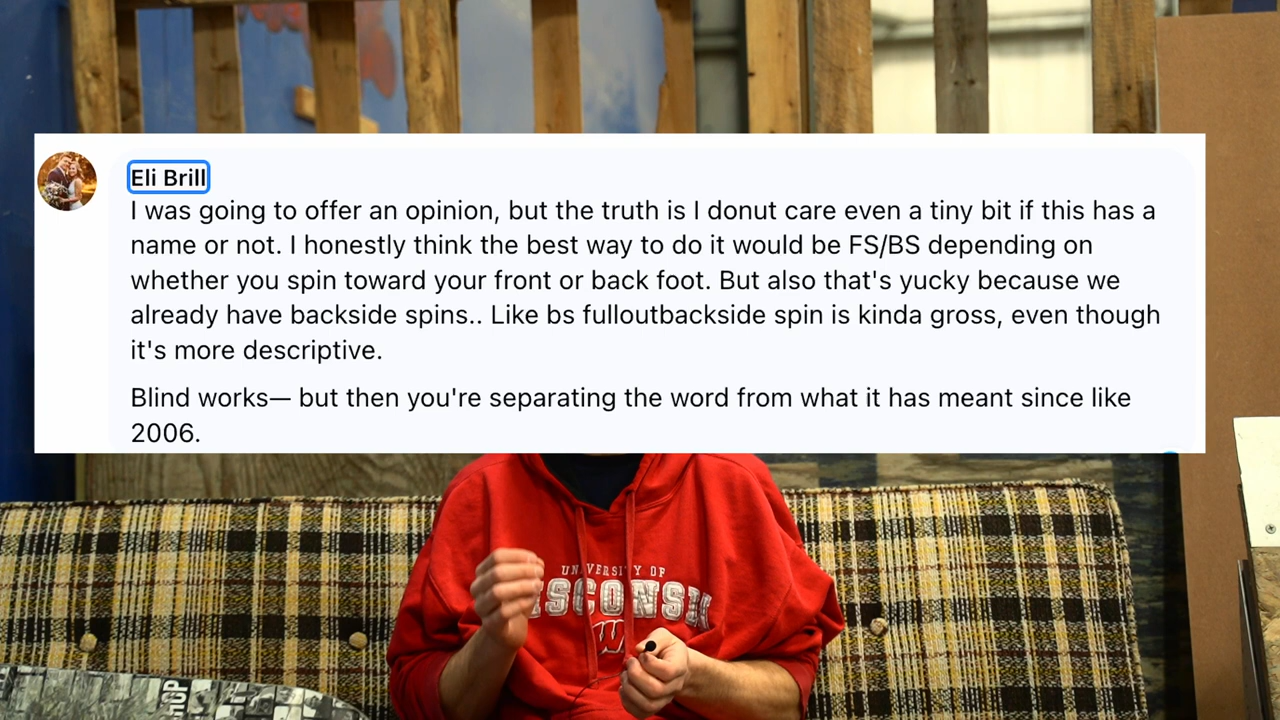 Eli Brill
I was going to offer an opinion, but the truth is I donut care even a tiny bit if this has a
name or not. I honestly think the best way to do it would be FS/BS depending on
whether you spin toward your front or back foot. But also that's yucky because we
already have backside spins.. Like bs fulloutbackside spin is kinda gross, even though
it's more descriptive.
Blind works— but then you're separating the word from what it has meant since like
2006.
UNIVERSITY OF
ISCONSIN
W